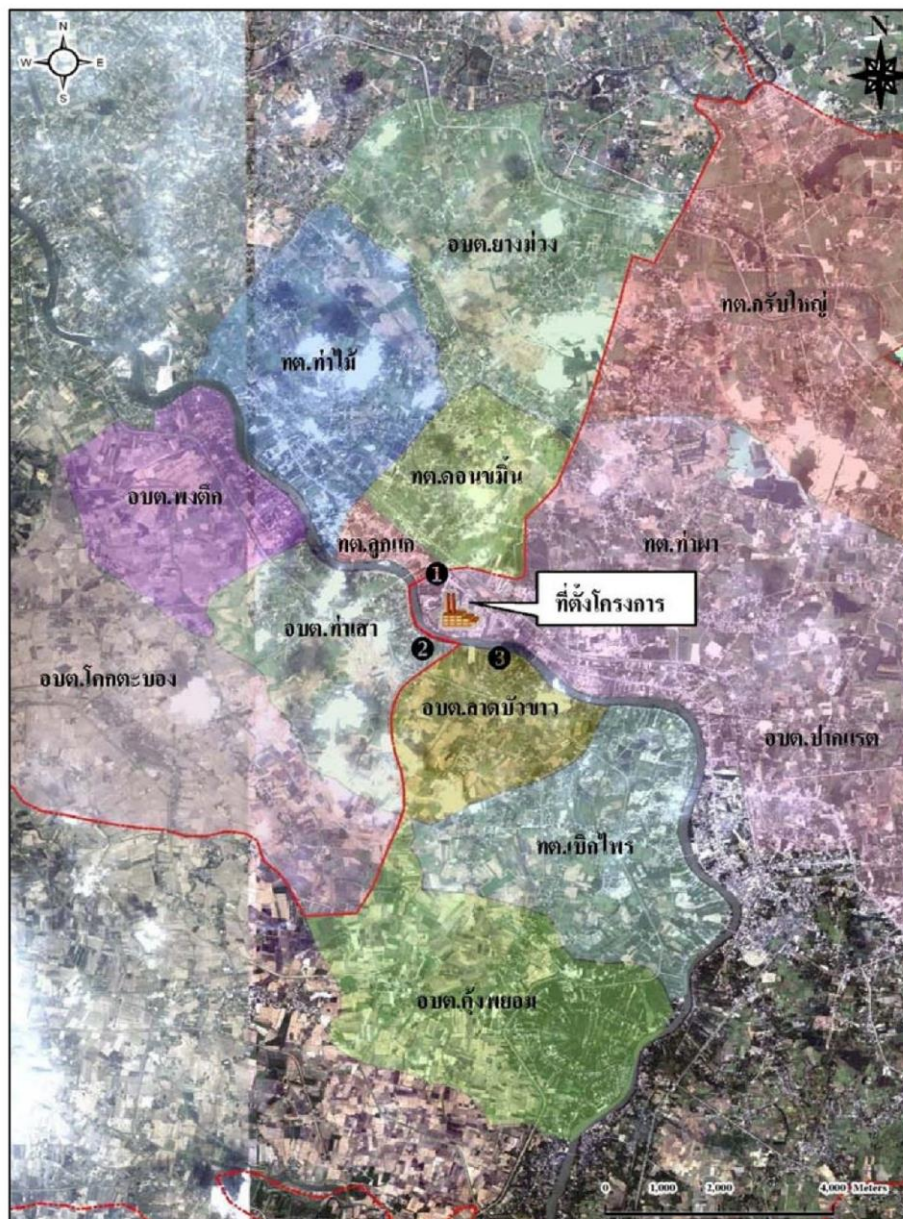 N
W E
S
N
อบต.ยางม่วง
ทต.กรับใหญ่
ทต.ท่าไม้
ทต.ดอนขมิ้น
อบต.พงตึก
ทต.ลูกแก
ทต.ท่าผา
1
ที่ตั้งโครงการ
อบต.ท่าเสา
2
3
อบต.โคกตะบอง
อบต.ลาดบัวขาว
อบต.ปากแรต
ทต.เบิกไพร
อบต.คุ้งพยอม
0 1,000 2,000 4,000 Meters